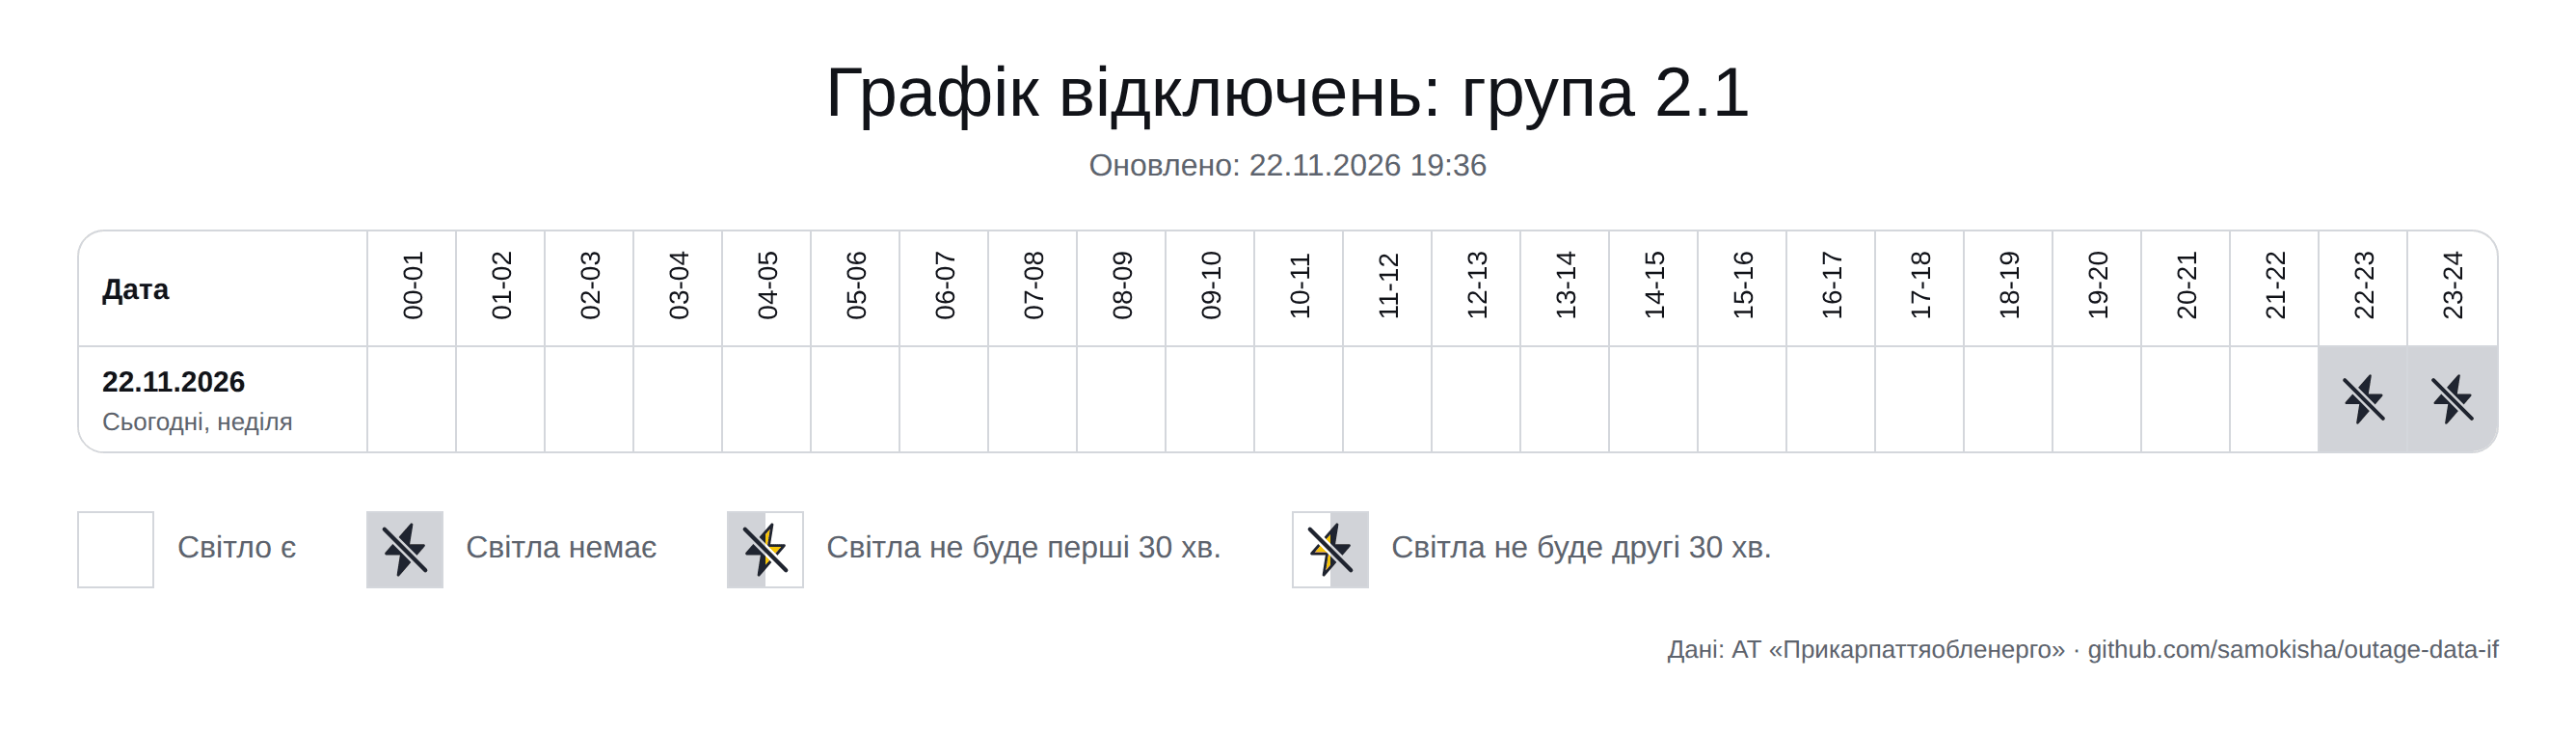 Графік відключень: група 2.1
Оновлено: 22.11.2026 19:36
Дата 00-01 01-02 02-03 03-04 04-05 05-06 06-07 07-08 08-09 09-10 10-11 11-12 12-13 13-14 14-15 15-16 16-17 17-18 18-19 19-20 20-21 21-22 22-23 23-24
22.11.2026
Сьогодні, неділя
Світло є Світла немає Світла не буде перші 30 хв. Світла не буде другі 30 хв.
Дані: АТ «Прикарпаттяобленерго» · github.com/samokisha/outage-data-if